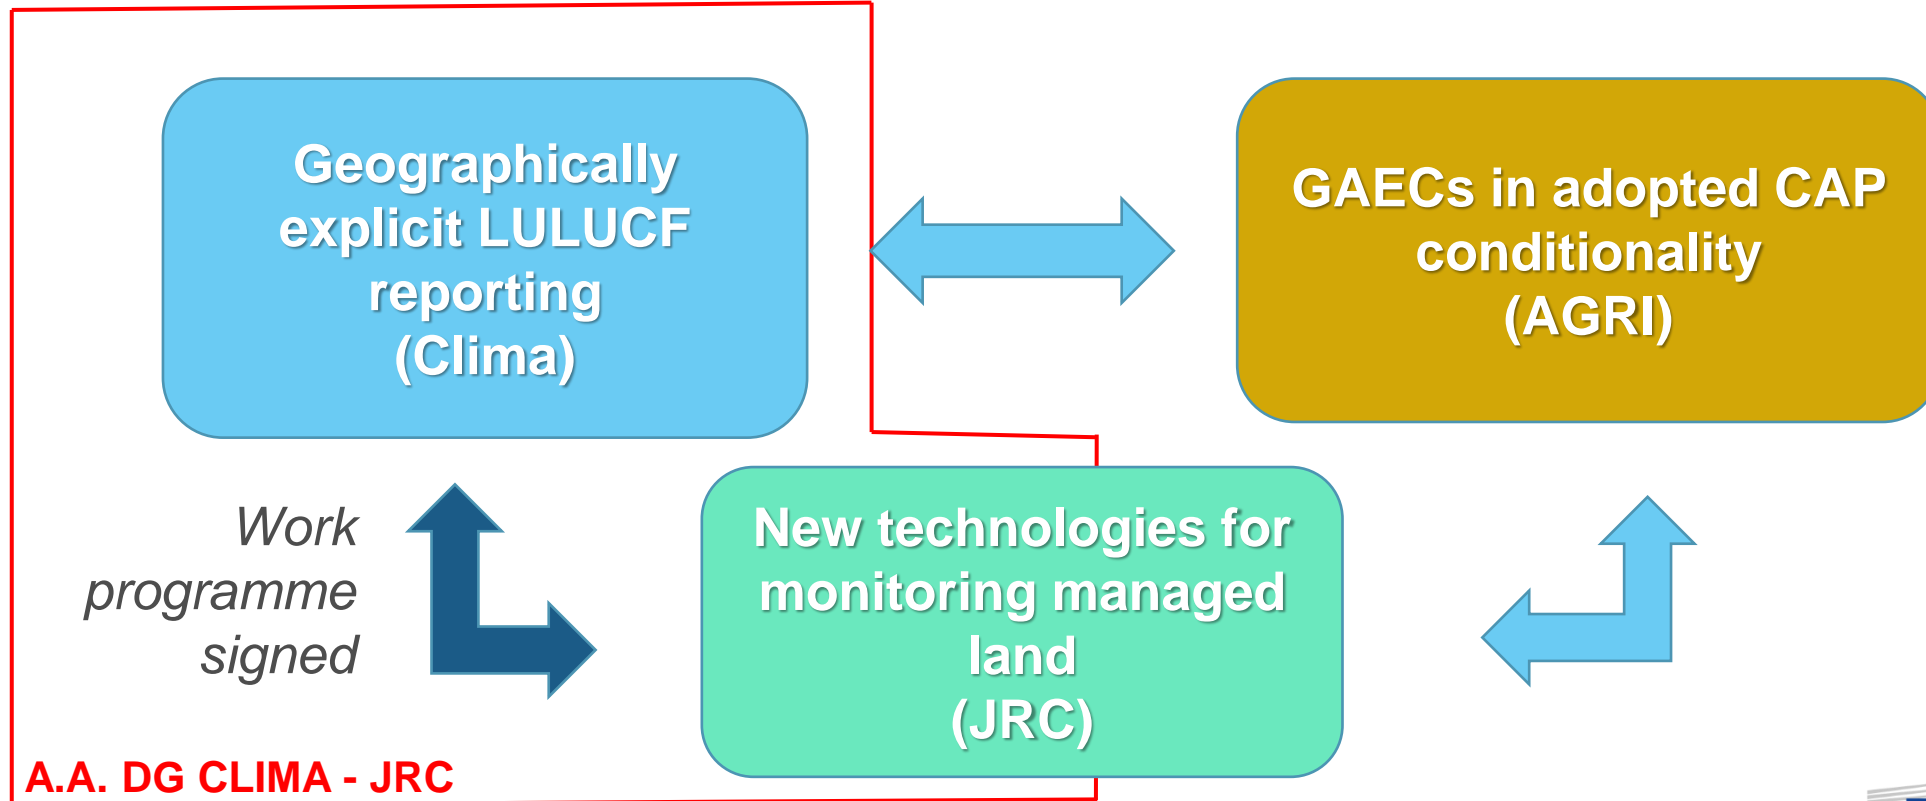 Geographically
explicit LULUCF
reporting
(Clima)
GAECs in adopted CAP
conditionality
(AGRI)
Work
programme
signed
New technologies for
monitoring managed
land
(JRC)
A.A. DG CLIMA - JRC